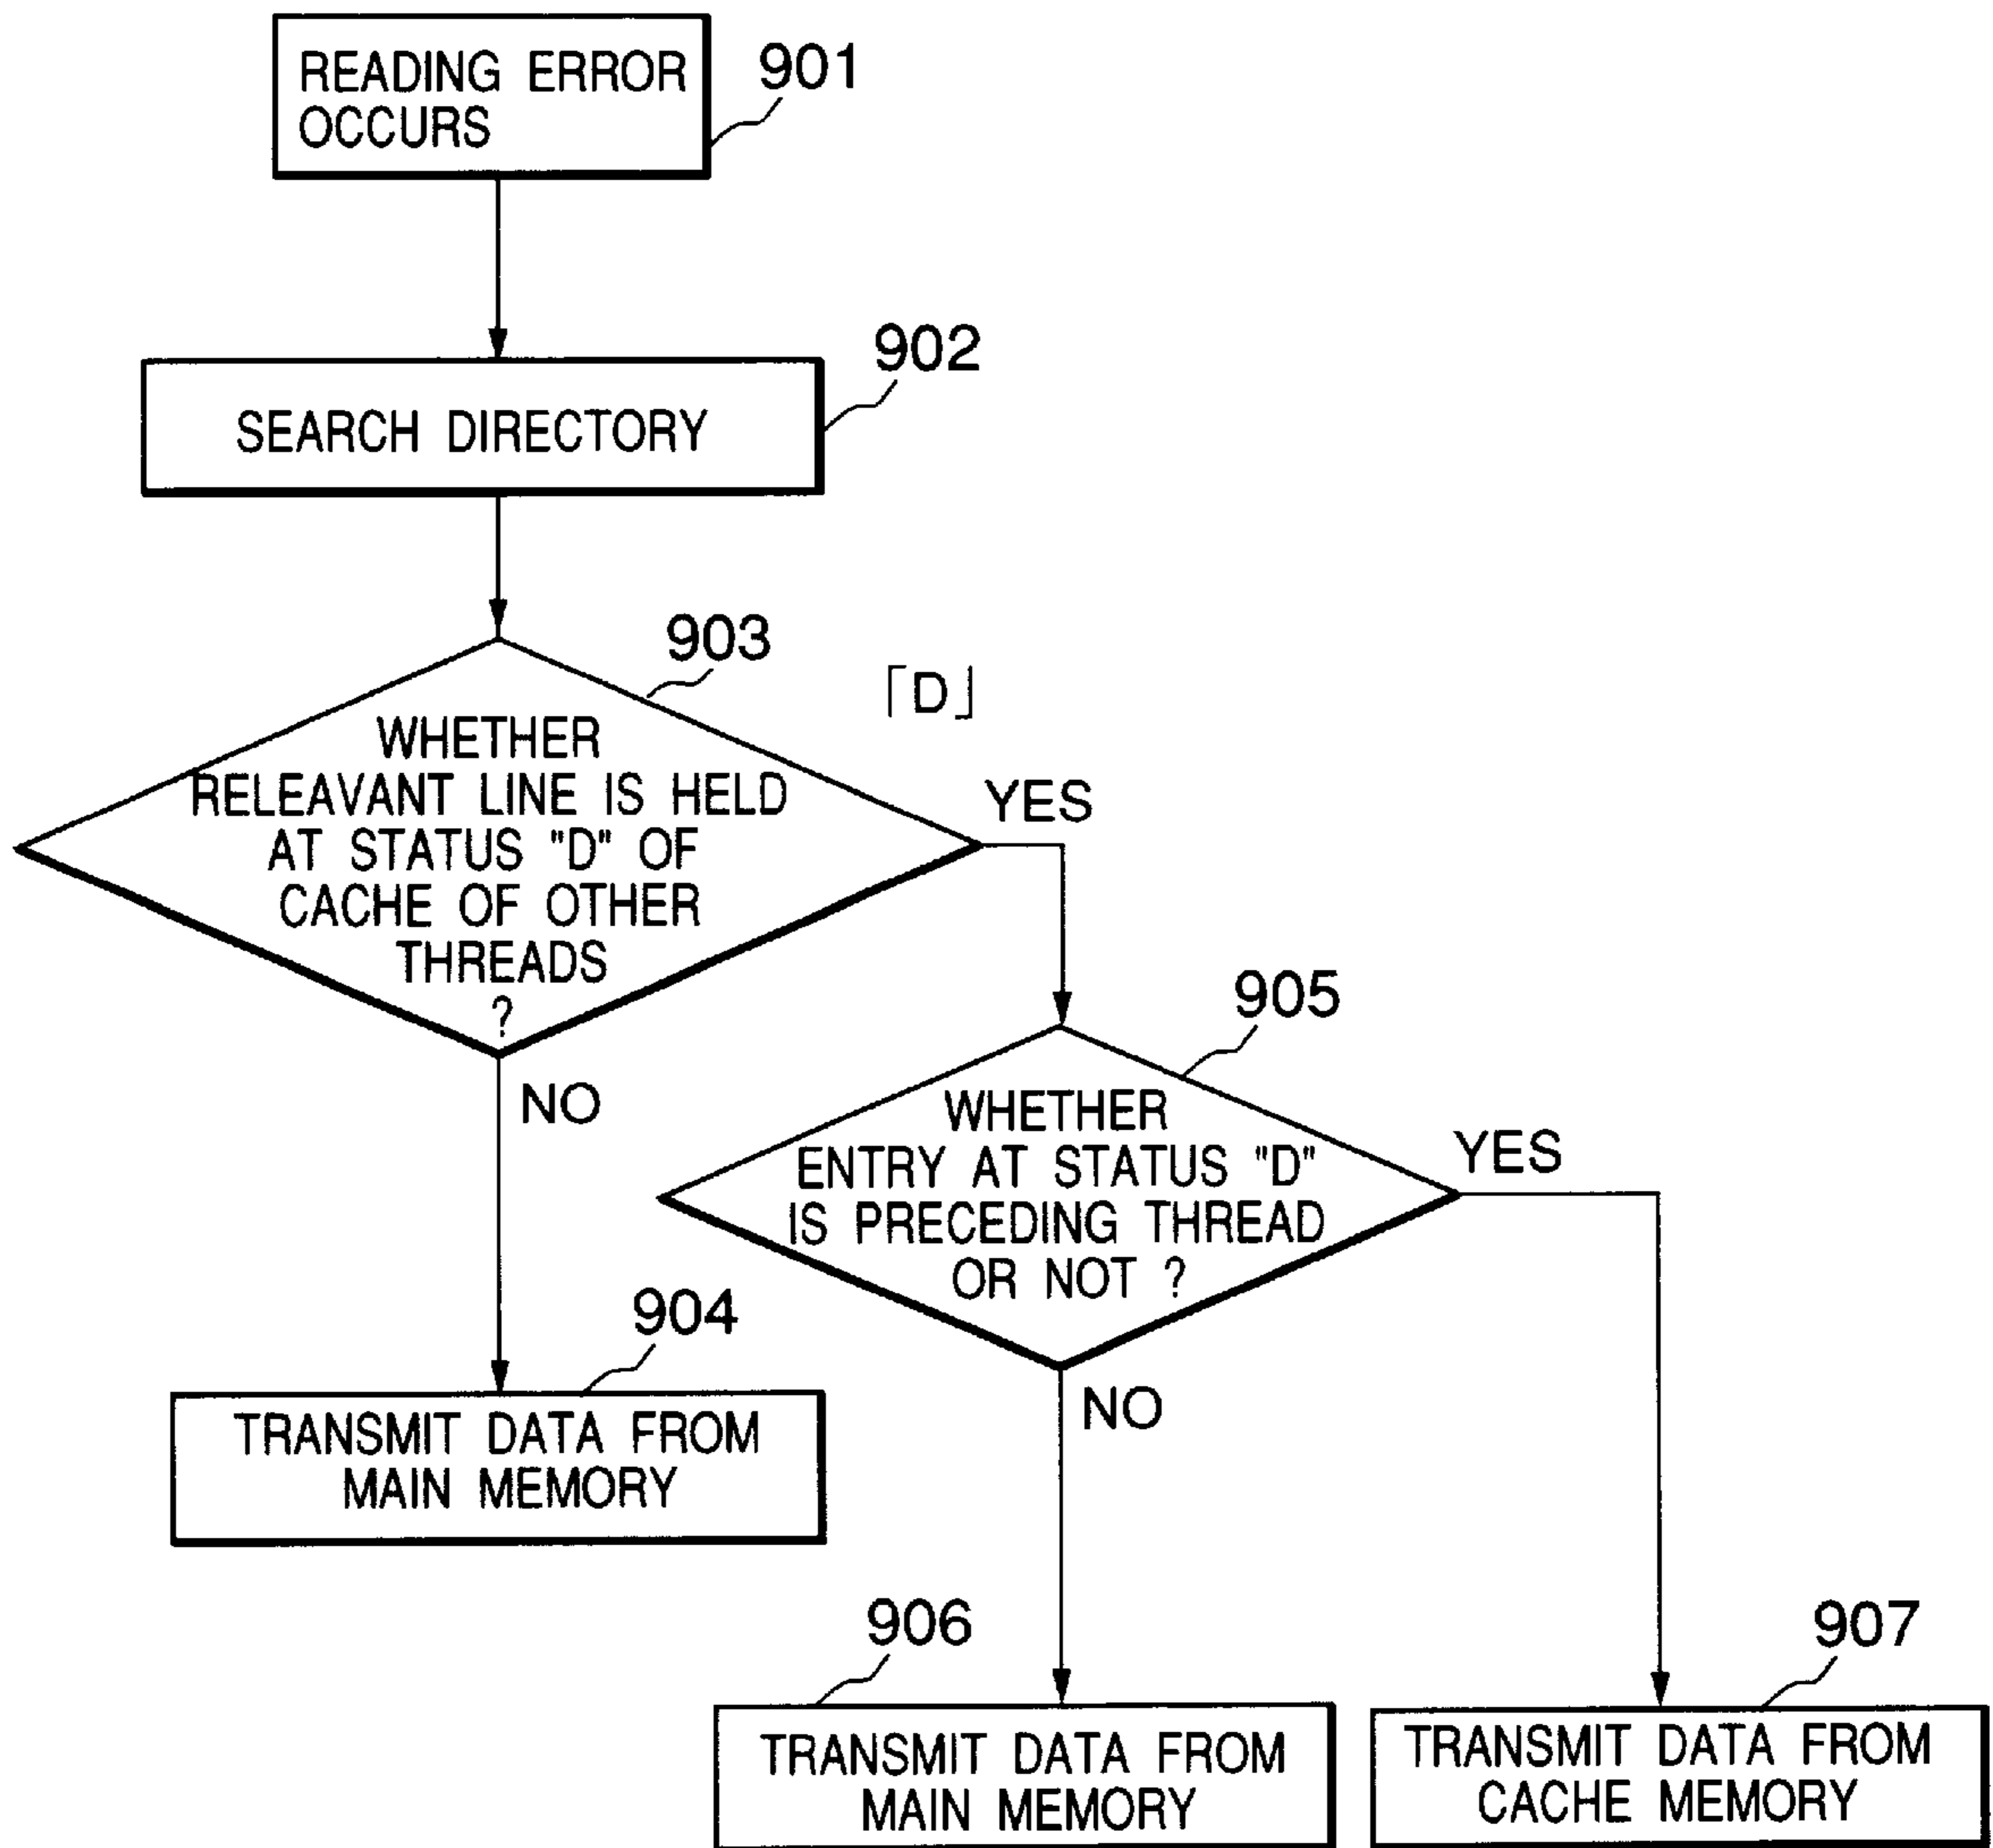 READING ERROR
OCCURS
901
902
SEARCH DIRECTORY
903
「D」
WHETHER
RELEAVANT LINE IS HELD
AT STATUS "D" OF
CACHE OF OTHER
THREADS
?
YES
NO
905
WHETHER
ENTRY AT STATUS "D"
IS PRECEDING THREAD
OR NOT ?
YES
NO
904
TRANSMIT DATA FROM
MAIN MEMORY
906
TRANSMIT DATA FROM
MAIN MEMORY
907
TRANSMIT DATA FROM
CACHE MEMORY